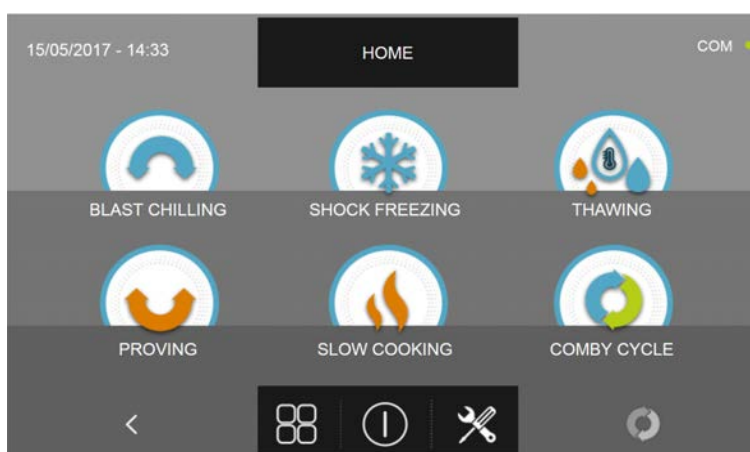 15/05/2017 - 14:33
HOME
COM
BLAST CHILLING
SHOCK FREEZING
THAWING
PROVING
SLOW COOKING
COMBY CYCLE